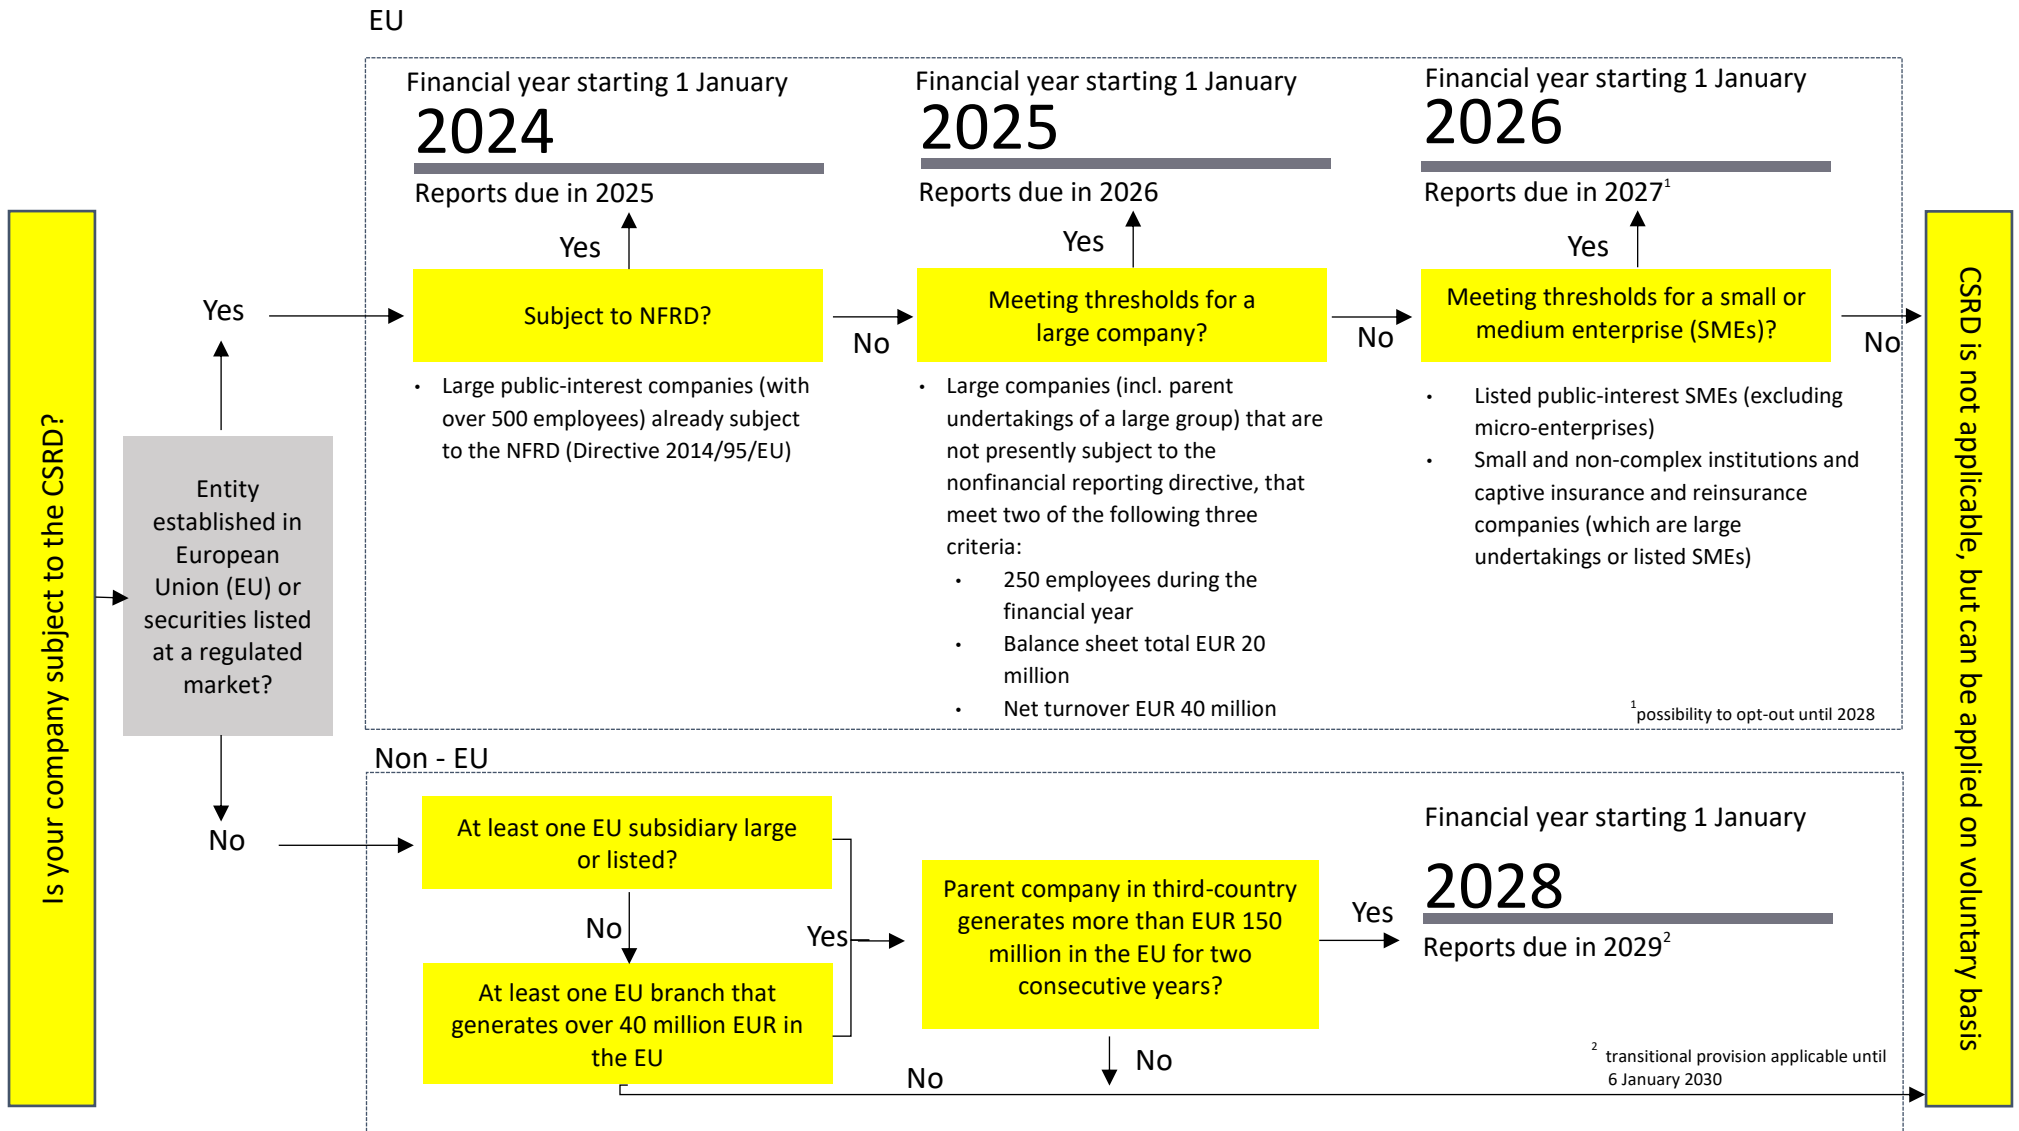 EU
Is your company subject to the CSRD?
Entity
established in
European
Union (EU) or
securities listed
at a regulated
market?
Yes
No
Financial year starting 1 January
2024
Reports due in 2025
Yes
Subject to NFRD?
• Large public-interest companies (with
over 500 employees) already subject
to the NFRD (Directive 2014/95/EU)
No
Financial year starting 1 January
2025
Reports due in 2026
Yes
Meeting thresholds for a
large company?
• Large companies (incl. parent
undertakings of a large group) that are
not presently subject to the
nonfinancial reporting directive, that
meet two of the following three
criteria:
• 250 employees during the
financial year
• Balance sheet total EUR 20
million
• Net turnover EUR 40 million
No
Financial year starting 1 January
2026
Reports due in 2027¹
Yes
Meeting thresholds for a small or
medium enterprise (SMEs)?
• Listed public-interest SMEs (excluding
micro-enterprises)
• Small and non-complex institutions and
captive insurance and reinsurance
companies (which are large
undertakings or listed SMEs)
¹possibility to opt-out until 2028
No
CSRD is not applicable, but can be applied on voluntary basis
Non - EU
At least one EU subsidiary large
or listed?
No
At least one EU branch that
generates over 40 million EUR in
the EU
Yes
Parent company in third-country
generates more than EUR 150
million in the EU for two
consecutive years?
Yes
No
No
Financial year starting 1 January
2028
Reports due in 2029²
² transitional provision applicable until
6 January 2030